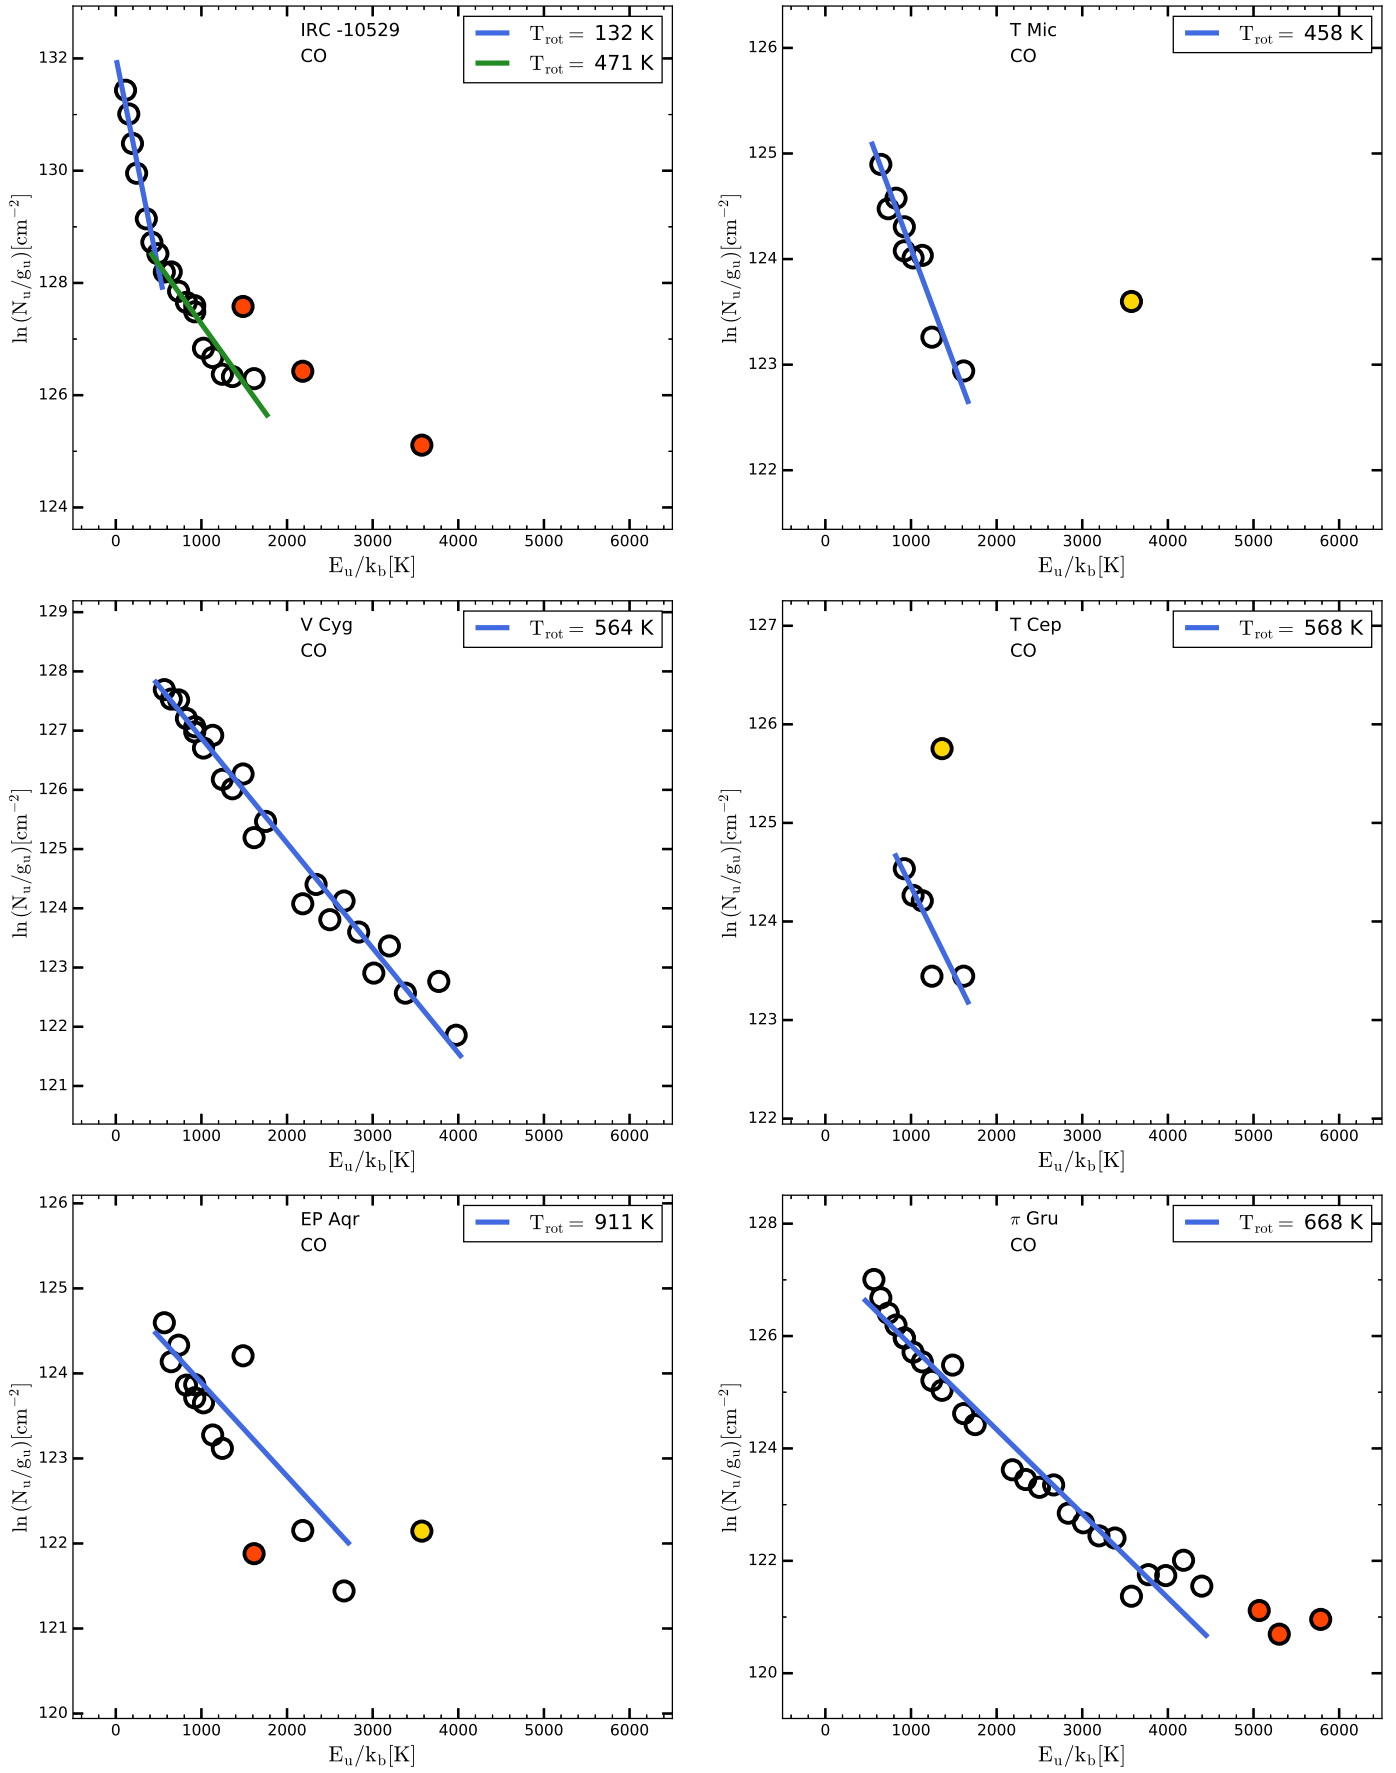 IRC -10529
CO
T_rot = 132 K
T_rot = 471 K
132
130
128
126
124
ln (N_u/g_u)[cm^−2]
0 1000 2000 3000 4000 5000 6000
E_u/k_b[K]
T Mic
CO
T_rot = 458 K
126
125
124
123
122
ln (N_u/g_u)[cm^−2]
0 1000 2000 3000 4000 5000 6000
E_u/k_b[K]
V Cyg
CO
T_rot = 564 K
129
128
127
126
125
124
123
122
121
ln (N_u/g_u)[cm^−2]
0 1000 2000 3000 4000 5000 6000
E_u/k_b[K]
T Cep
CO
T_rot = 568 K
127
126
125
124
123
122
ln (N_u/g_u)[cm^−2]
0 1000 2000 3000 4000 5000 6000
E_u/k_b[K]
EP Aqr
CO
T_rot = 911 K
126
125
124
123
122
121
120
ln (N_u/g_u)[cm^−2]
0 1000 2000 3000 4000 5000 6000
E_u/k_b[K]
π Gru
CO
T_rot = 668 K
128
126
124
122
120
ln (N_u/g_u)[cm^−2]
0 1000 2000 3000 4000 5000 6000
E_u/k_b[K]